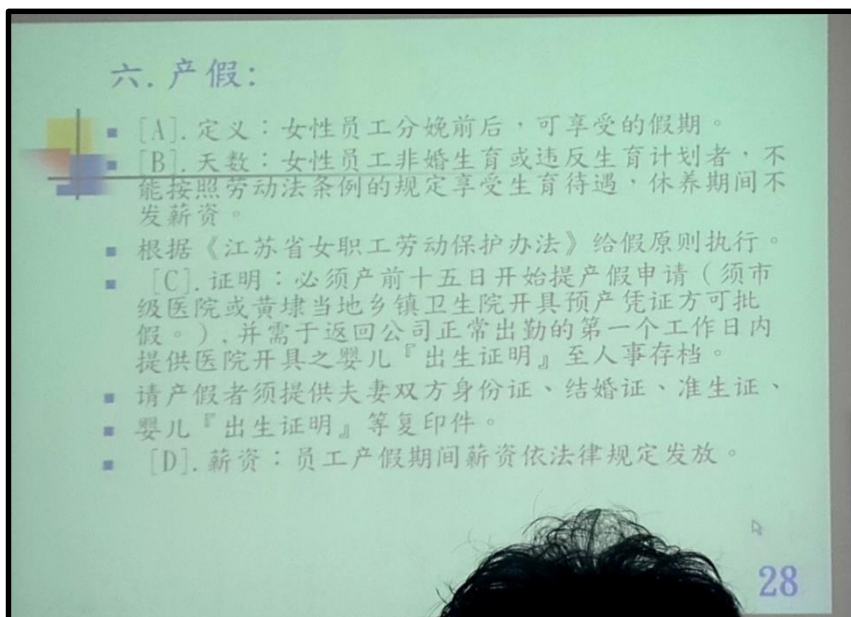 六.产假:
[A].定义：女性员工分娩前后，可享受的假期。
[B].天数：女性员工非婚生育或违反生育计划者，不
能按照劳动法条例的规定享受生育待遇，休养期间不
发薪资。
根据《江苏省女职工劳动保护办法》给假原则执行。
[C].证明：必须产前十五日开始提产假申请（须市
级医院或黄埭当地乡镇卫生院开具预产凭证方可批
假。）,并需于返回公司正常出勤的第一个工作日内
提供医院开具之婴儿『出生证明』至人事存档。
请产假者须提供夫妻双方身份证、结婚证、准生证、
婴儿『出生证明』等复印件。
[D].薪资：员工产假期间薪资依法律规定发放。
28